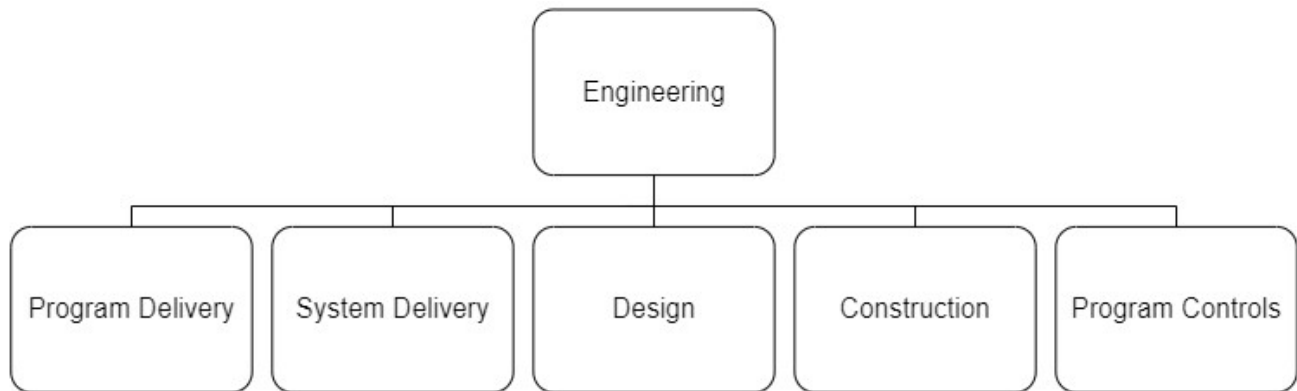 Engineering
Program Delivery
System Delivery
Design
Construction
Program Controls